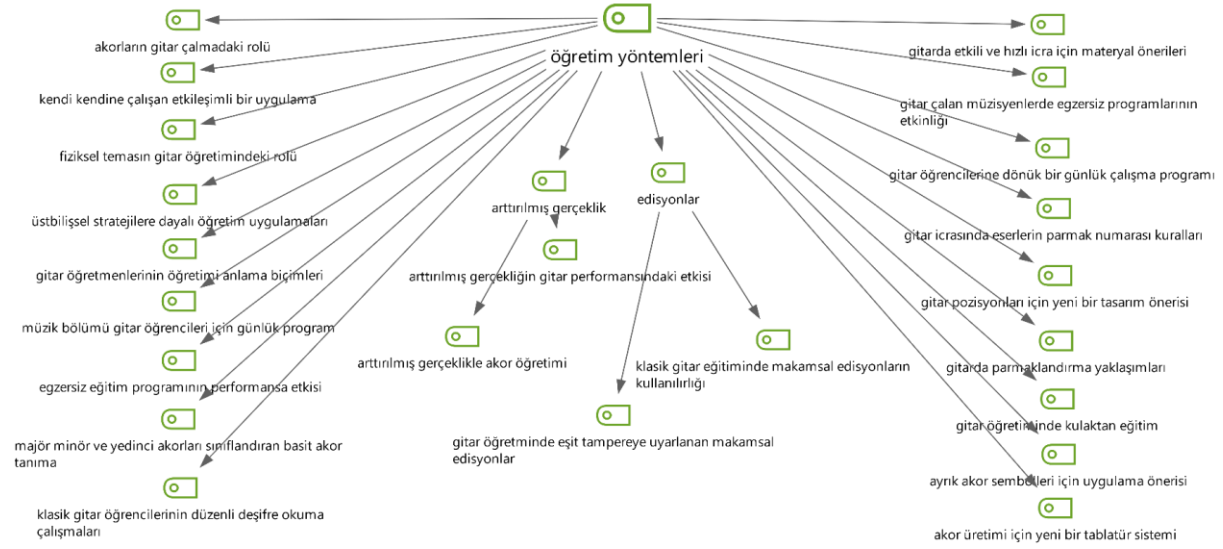 öğretim yöntemleri
akorların gitar çalmadaki rolü
kendi kendine çalışan etkileşimli bir uygulama
fiziksel temasın gitar öğretimindeki rolü
üstbilişsel stratejilere dayalı öğretim uygulamaları
gitar öğretmenlerinin öğretimi anlama biçimleri
müzik bölümü gitar öğrencileri için günlük program
egzersiz eğitim programının performansa etkisi
majör minör ve yedinci akorları sınıflandıran basit akor
tanıma
klasik gitar öğrencilerinin düzenli deşifre okuma
çalışmaları
arttırılmış gerçeklik
arttırılmış gerçekliğin gitar performansındaki etkisi
arttırılmış gerçeklikle akor öğretimi
edisyonlar
klasik gitar eğitiminde makamsal edisyonların
kullanılırlığı
gitar öğretminde eşit tampereye uyarlanan makamsal
edisyonlar
gitarda etkili ve hızlı icra için materyal önerileri
gitar çalan müzisyenlerde egzersiz programlarının
etkinliği
gitar öğrencilerine dönük bir günlük çalışma programı
gitar icrasında eserlerin parmak numarası kuralları
gitar pozisyonları için yeni bir tasarım önerisi
gitarda parmaklandırma yaklaşımları
gitar öğretiminde kulaktan eğitim
ayrık akor sembolleri için uygulama önerisi
akor üretimi için yeni bir tablatür sistemi